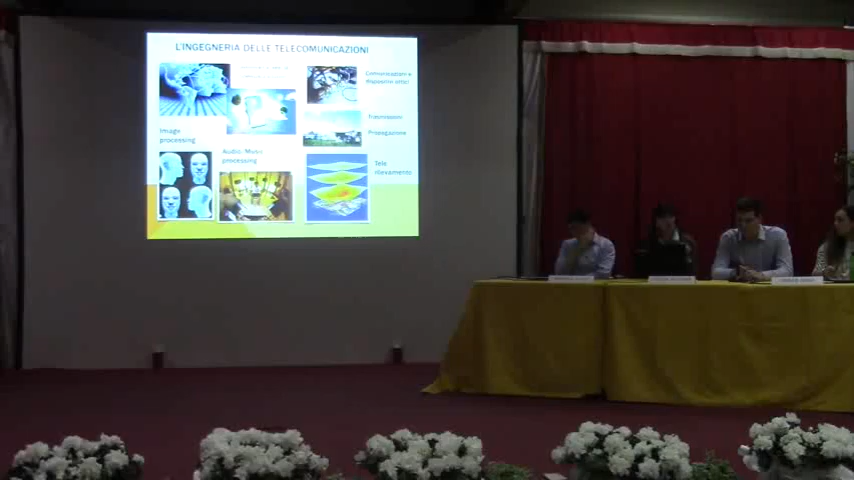 L'INGEGNERIA DELLE TELECOMUNICAZIONI
Comunicazioni e
dispositivi ottici
Trasmissioni
Propagazione
Image
processing
Audio-Music
processing
Tele
rilevamento